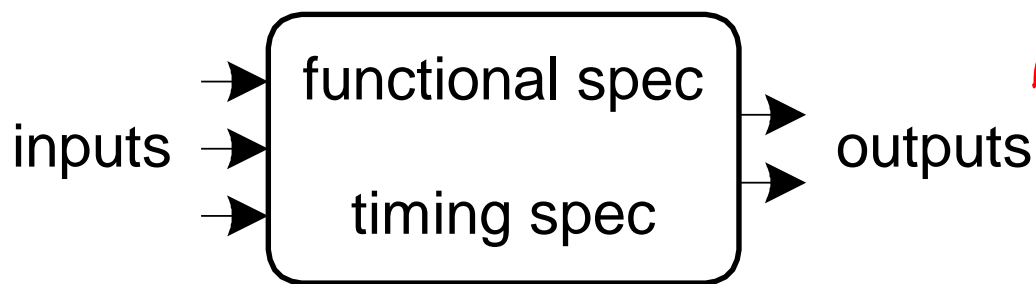 functional spec
inputs
outputs
timing spec